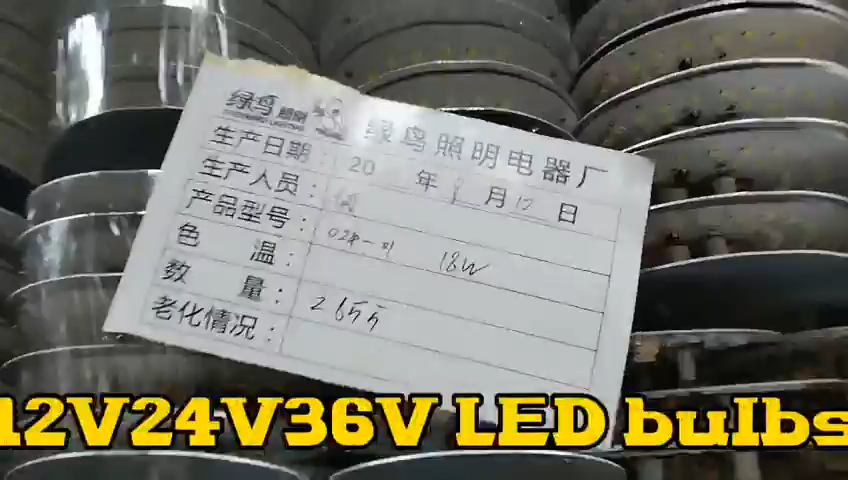 绿鸟照明 绿鸟照明电器厂
生产日期： 20 年 月 17 日
生产人员：
产品型号： 18W
色温：
数量： 2655
老化情况：
12V24V36V LED bulbs